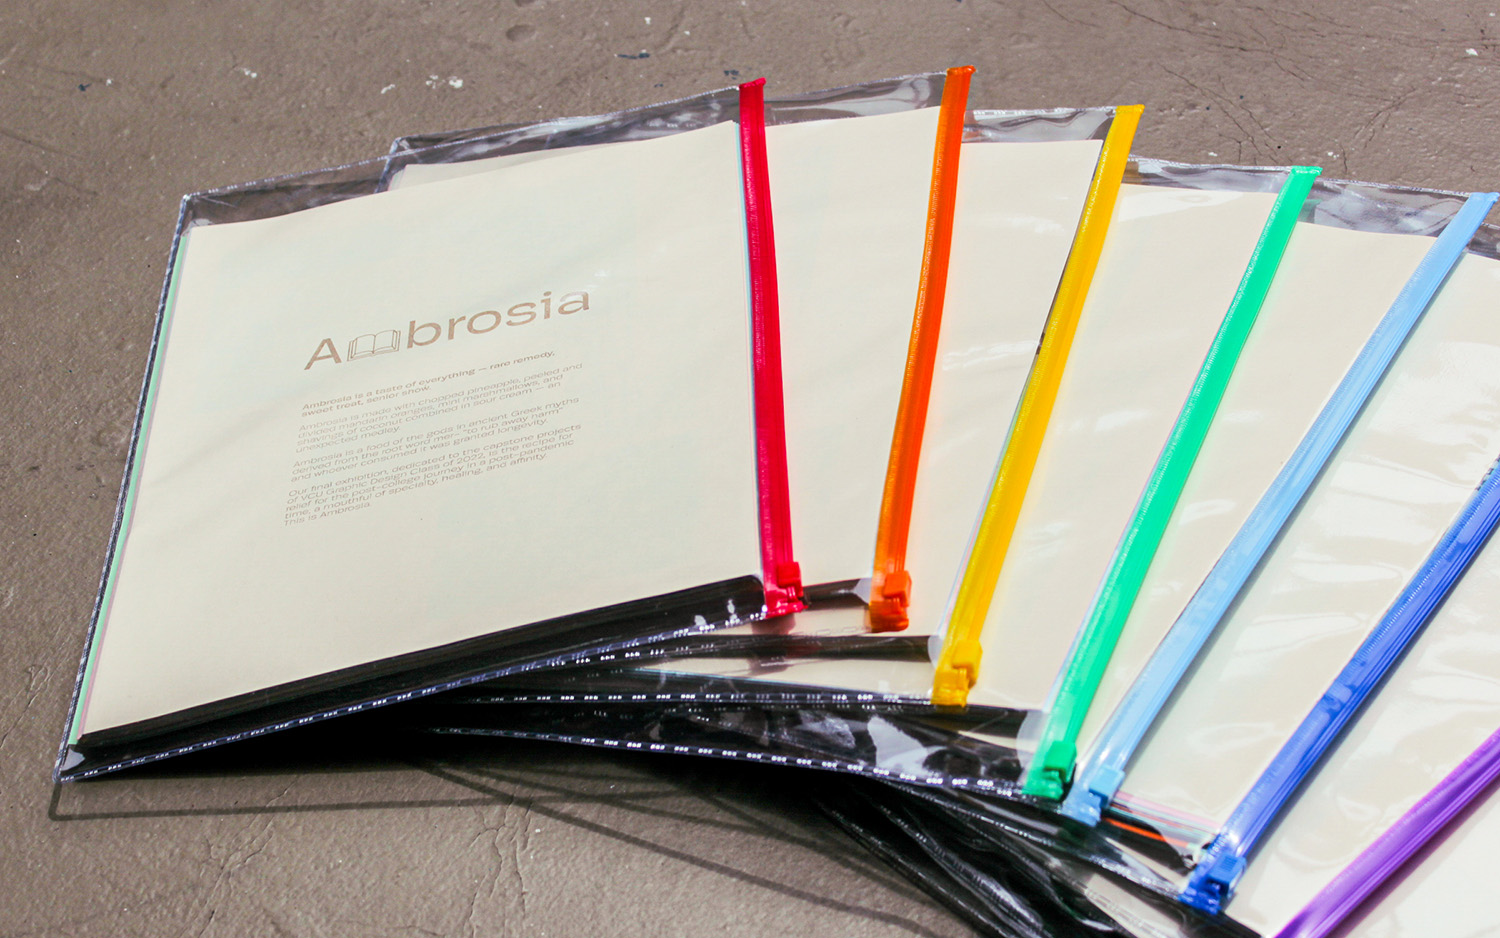 Ambrosia
Ambrosia is a taste of everything — rare remedy,
sweet treat, senior show.
Ambrosia is made with chopped pineapple, peeled and
divided mandarin oranges, mini marshmallows, and
shavings of coconut combined in sour cream — an
unexpected medley.
Ambrosia is a food of the gods in ancient Greek myths
derived from the root word mer- "to rub away harm"
and whoever consumed it was granted longevity.
Our final exhibition, dedicated to the capstone projects
of VCU Graphic Design Class of 2022, is the recipe for
relief for the post-college journey in a post-pandemic
time; a mouthful of specialty, healing, and affinity.
This is Ambrosia.